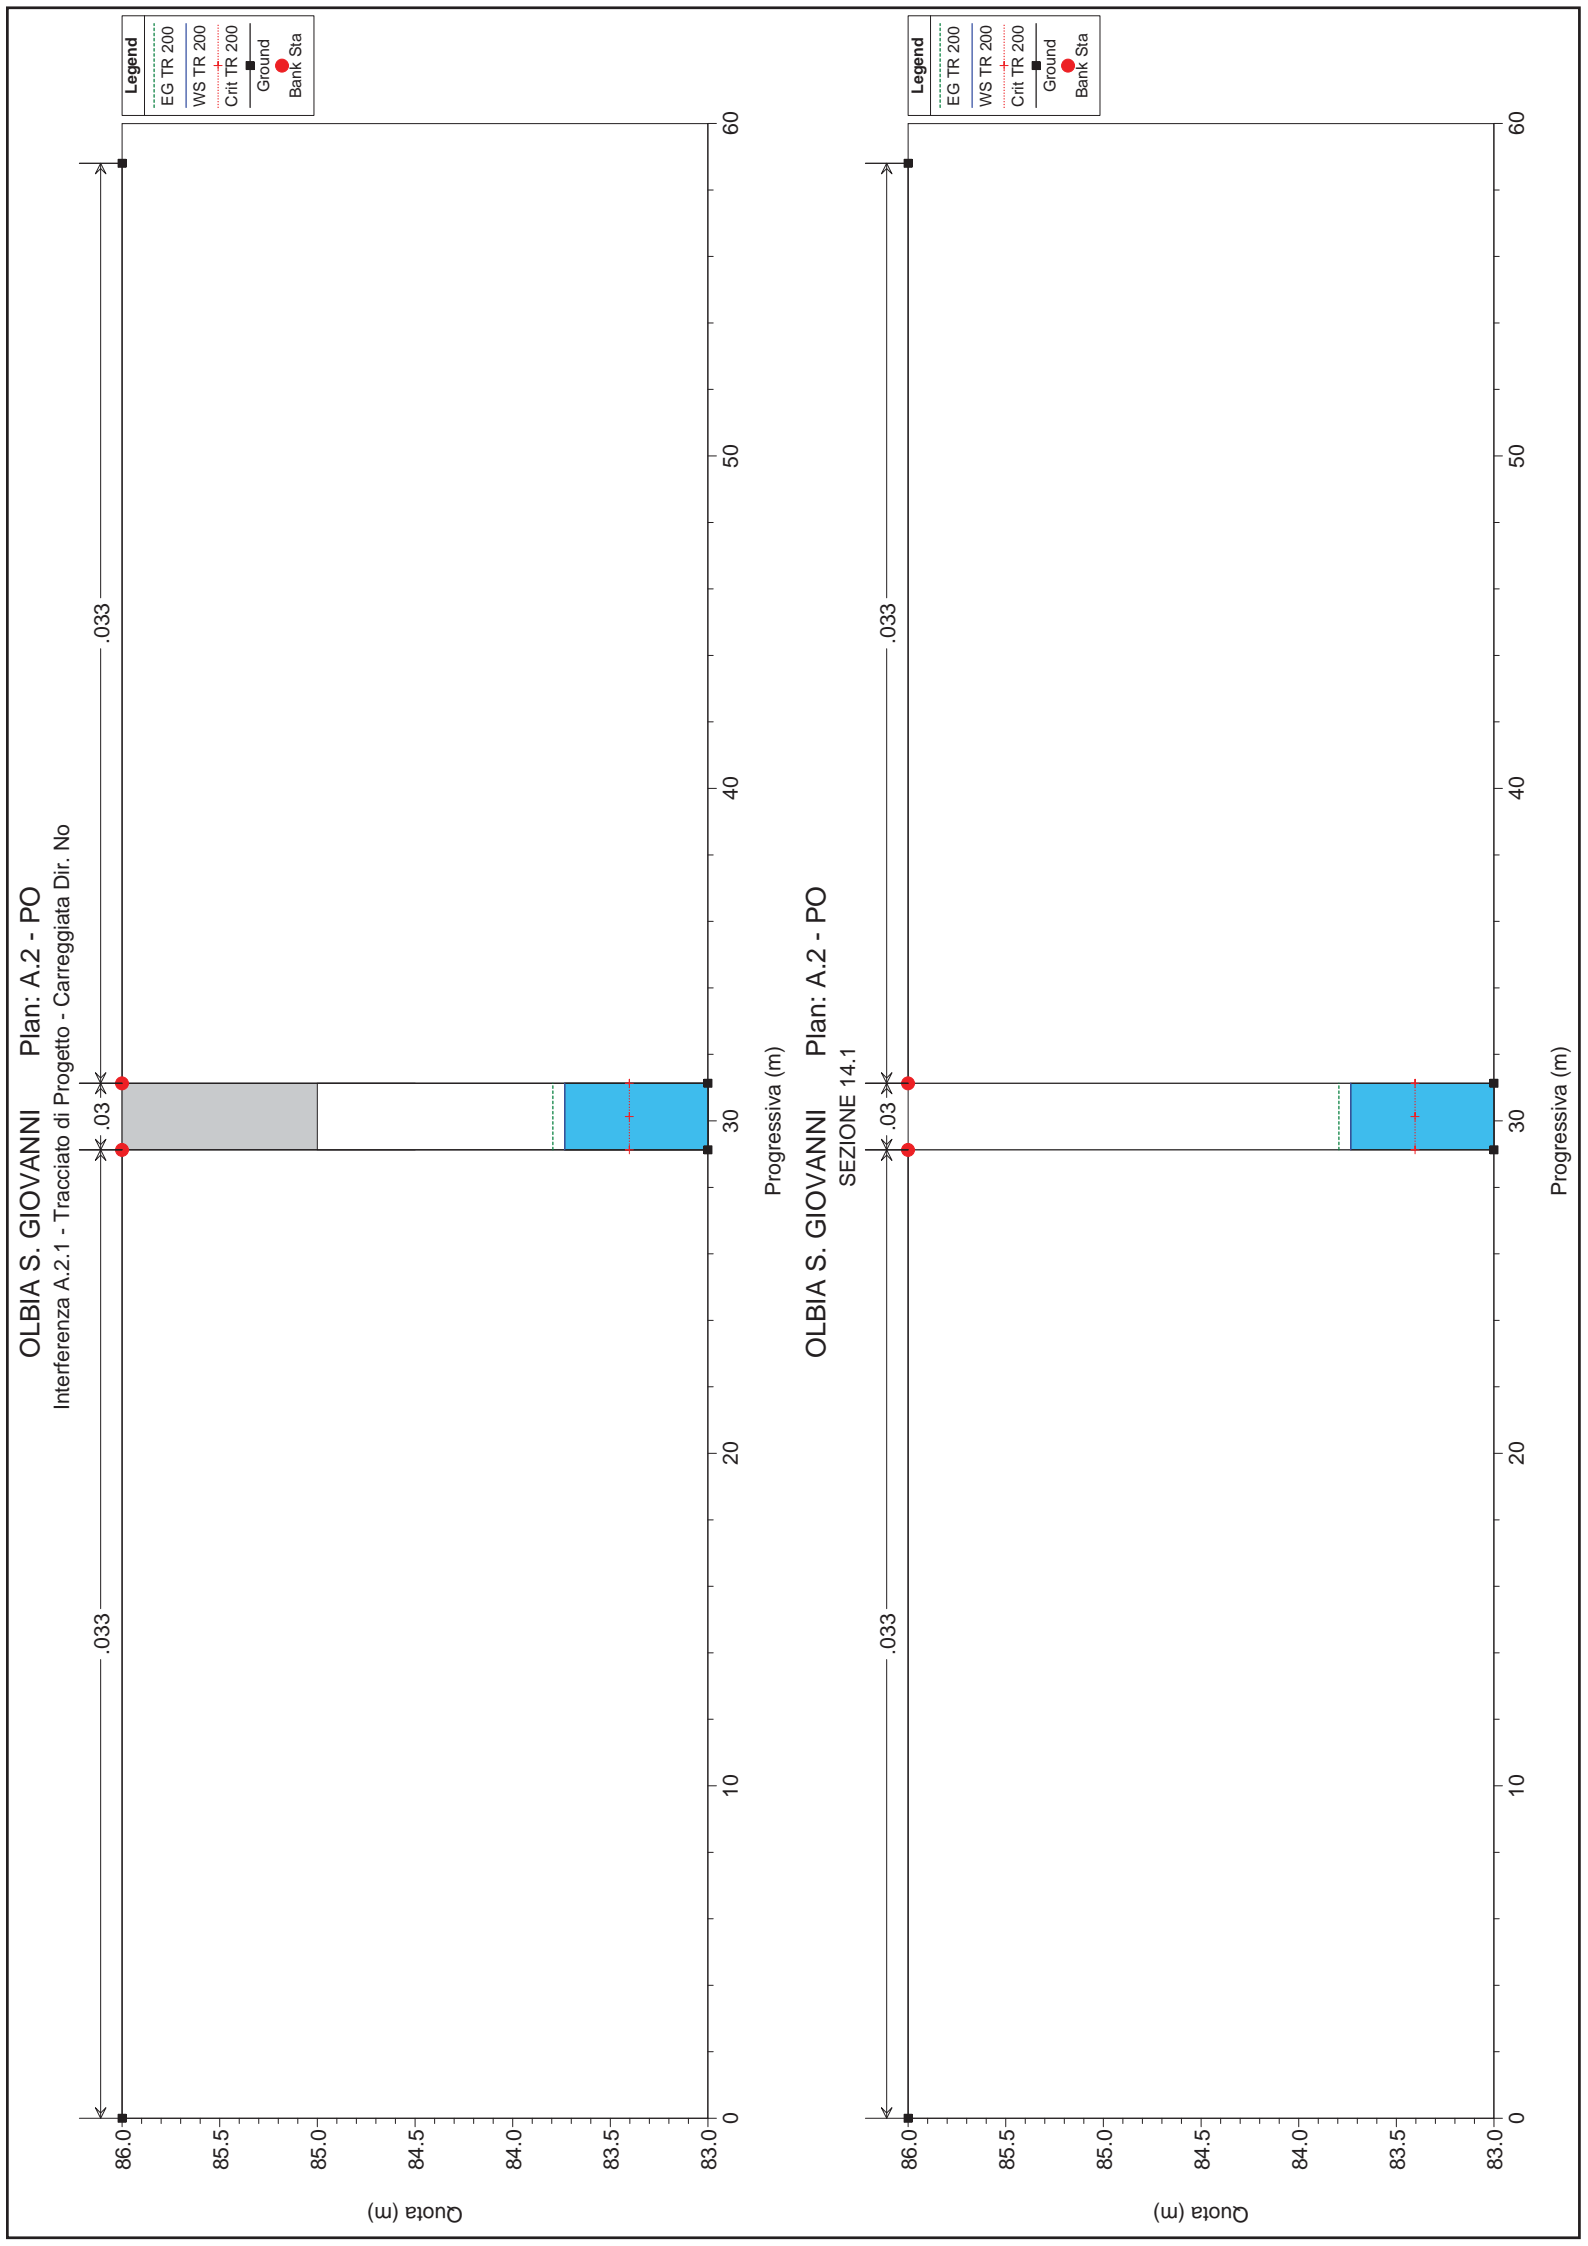 OLBIA S. GIOVANNI Plan: A.2 - PO
Interferenza A.2.1 - Tracciato di Progetto - Carreggiata Dir. No
.033
.03
.033
Legend
EG TR 200
WS TR 200
Crit TR 200
Ground
Bank Sta
86.0
85.5
85.0
84.5
84.0
83.5
83.0
Quota (m)
0
10
20
30
40
50
60
Progressiva (m)
OLBIA S. GIOVANNI Plan: A.2 - PO
SEZIONE 14.1
.033
.03
.033
Legend
EG TR 200
WS TR 200
Crit TR 200
Ground
Bank Sta
86.0
85.5
85.0
84.5
84.0
83.5
83.0
Quota (m)
0
10
20
30
40
50
60
Progressiva (m)